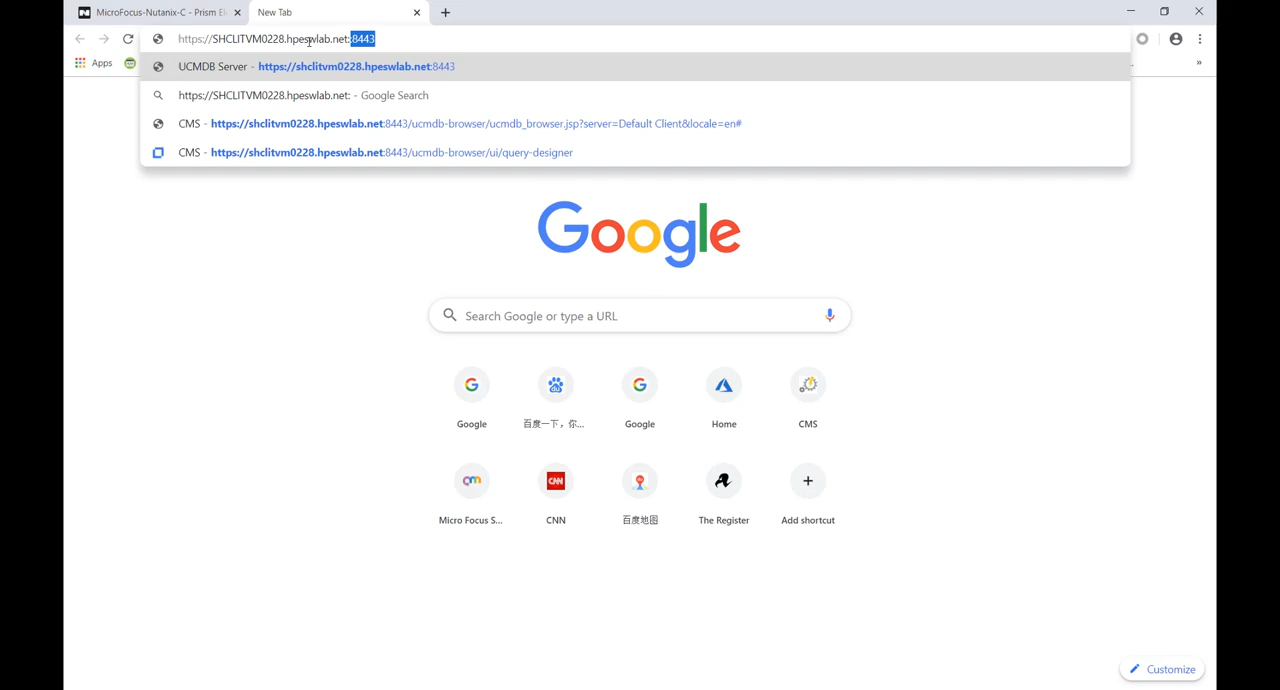 MicroFocus-Nutanix-C - Prism El
New Tab
https://SHCLITVM0228.hpeswlab.net:8443
Apps
UCMDB Server - https://shclitvm0228.hpeswlab.net:8443
https://SHCLITVM0228.hpeswlab.net: - Google Search
CMS - https://shclitvm0228.hpeswlab.net:8443/ucmdb-browser/ucmdb_browser.jsp?server=Default Client&locale=en#
CMS - https://shclitvm0228.hpeswlab.net:8443/ucmdb-browser/ui/query-designer
Google
Search Google or type a URL
Google
百度一下，你...
Google
Home
CMS
Micro Focus S...
CNN
百度地图
The Register
Add shortcut
Customize